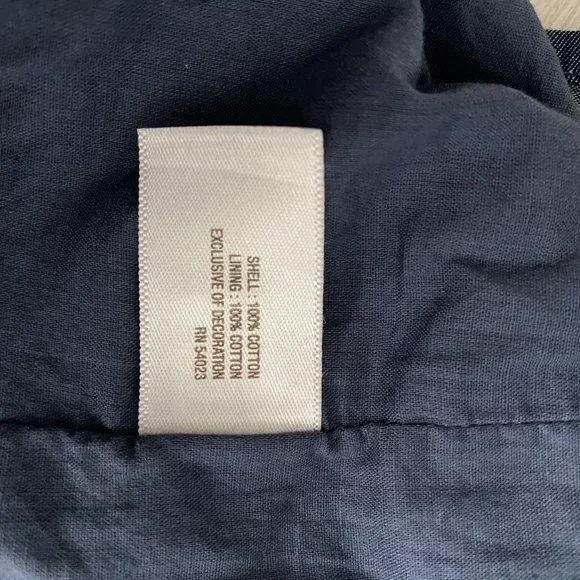 SHELL : 100% COTTON
LINING : 100% COTTON
EXCLUSIVE OF DECORATION
RN 54023